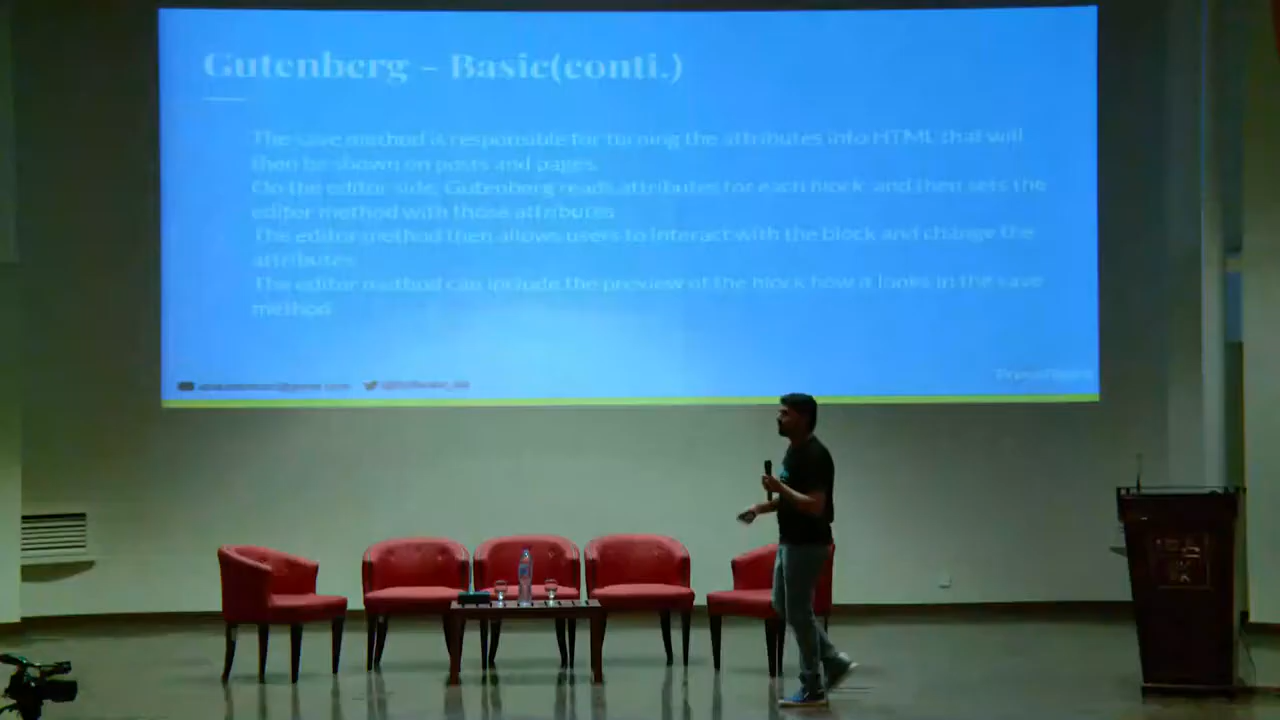 Gutenberg – Basic(conti.)
The save method is responsible for turning the attributes into HTML that will
then be shown on posts and pages.
On the editor side, Gutenberg reads attributes for each block, and then sets the
editor method with those attributes
The editor method then allows users to interact with the block and change the
attributes.
The editor method can include the preview of the block how it looks in the save
method